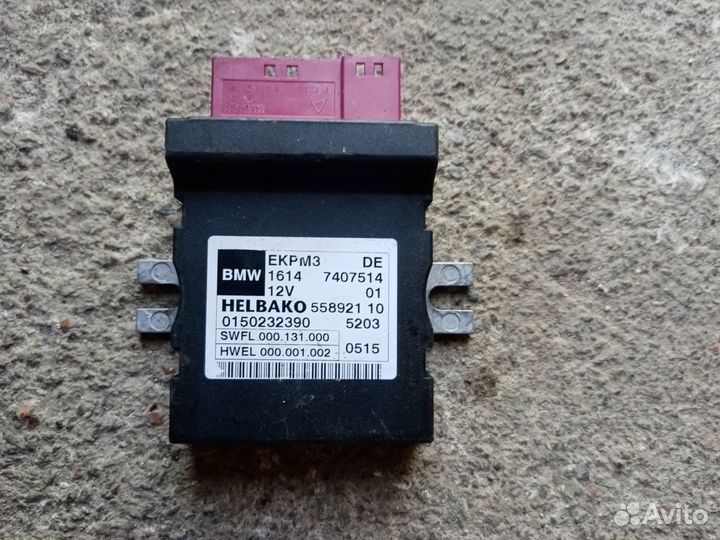 BMW
EKPM3 DE
1614 7407514
12V 01
HELBAKO 558921 10
0150232390 5203
SWFL 000.131.000
HWEL 000.001.002 0515
Avito